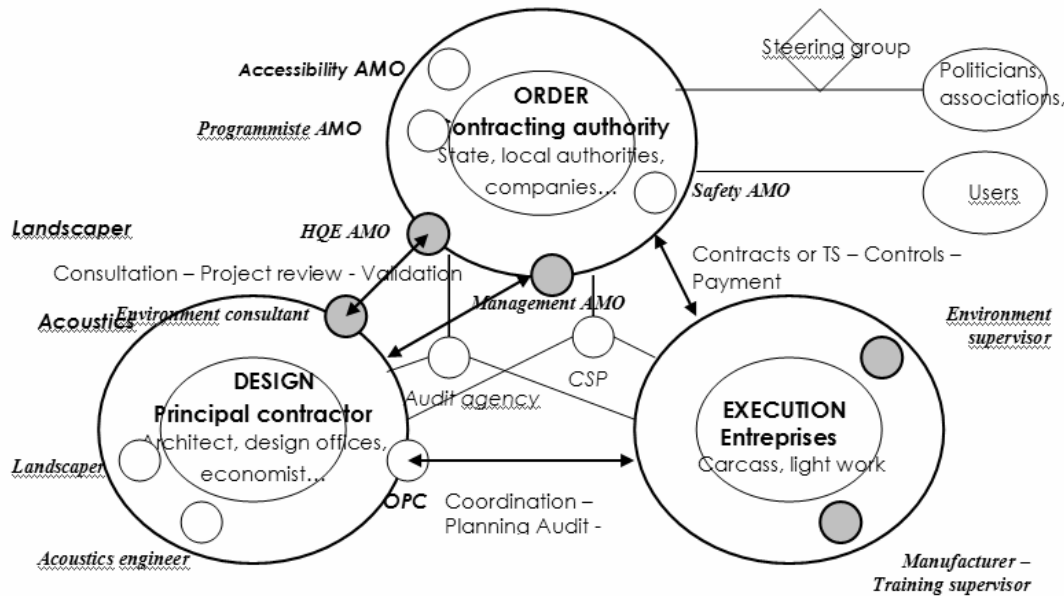 Steering group
Accessibility AMO
Politicians,
associations,
ORDER
Programmiste AMO
Contracting authority
State, local authorities,
companies...
Safety AMO
Users
Landscaper
HQE AMO
Contracts or TS – Controls –
Payment
Consultation – Project review - Validation
Management AMO
Environment consultant
Acoustics
Environment
supervisor
CSP
DESIGN
Audit agency
Principal contractor
Architect, design offices,
economist...
EXECUTION
Entreprises
Carcass, light work
Landscaper
OPC
Coordination –
Planning Audit -
Acoustics engineer
Manufacturer –
Training supervisor